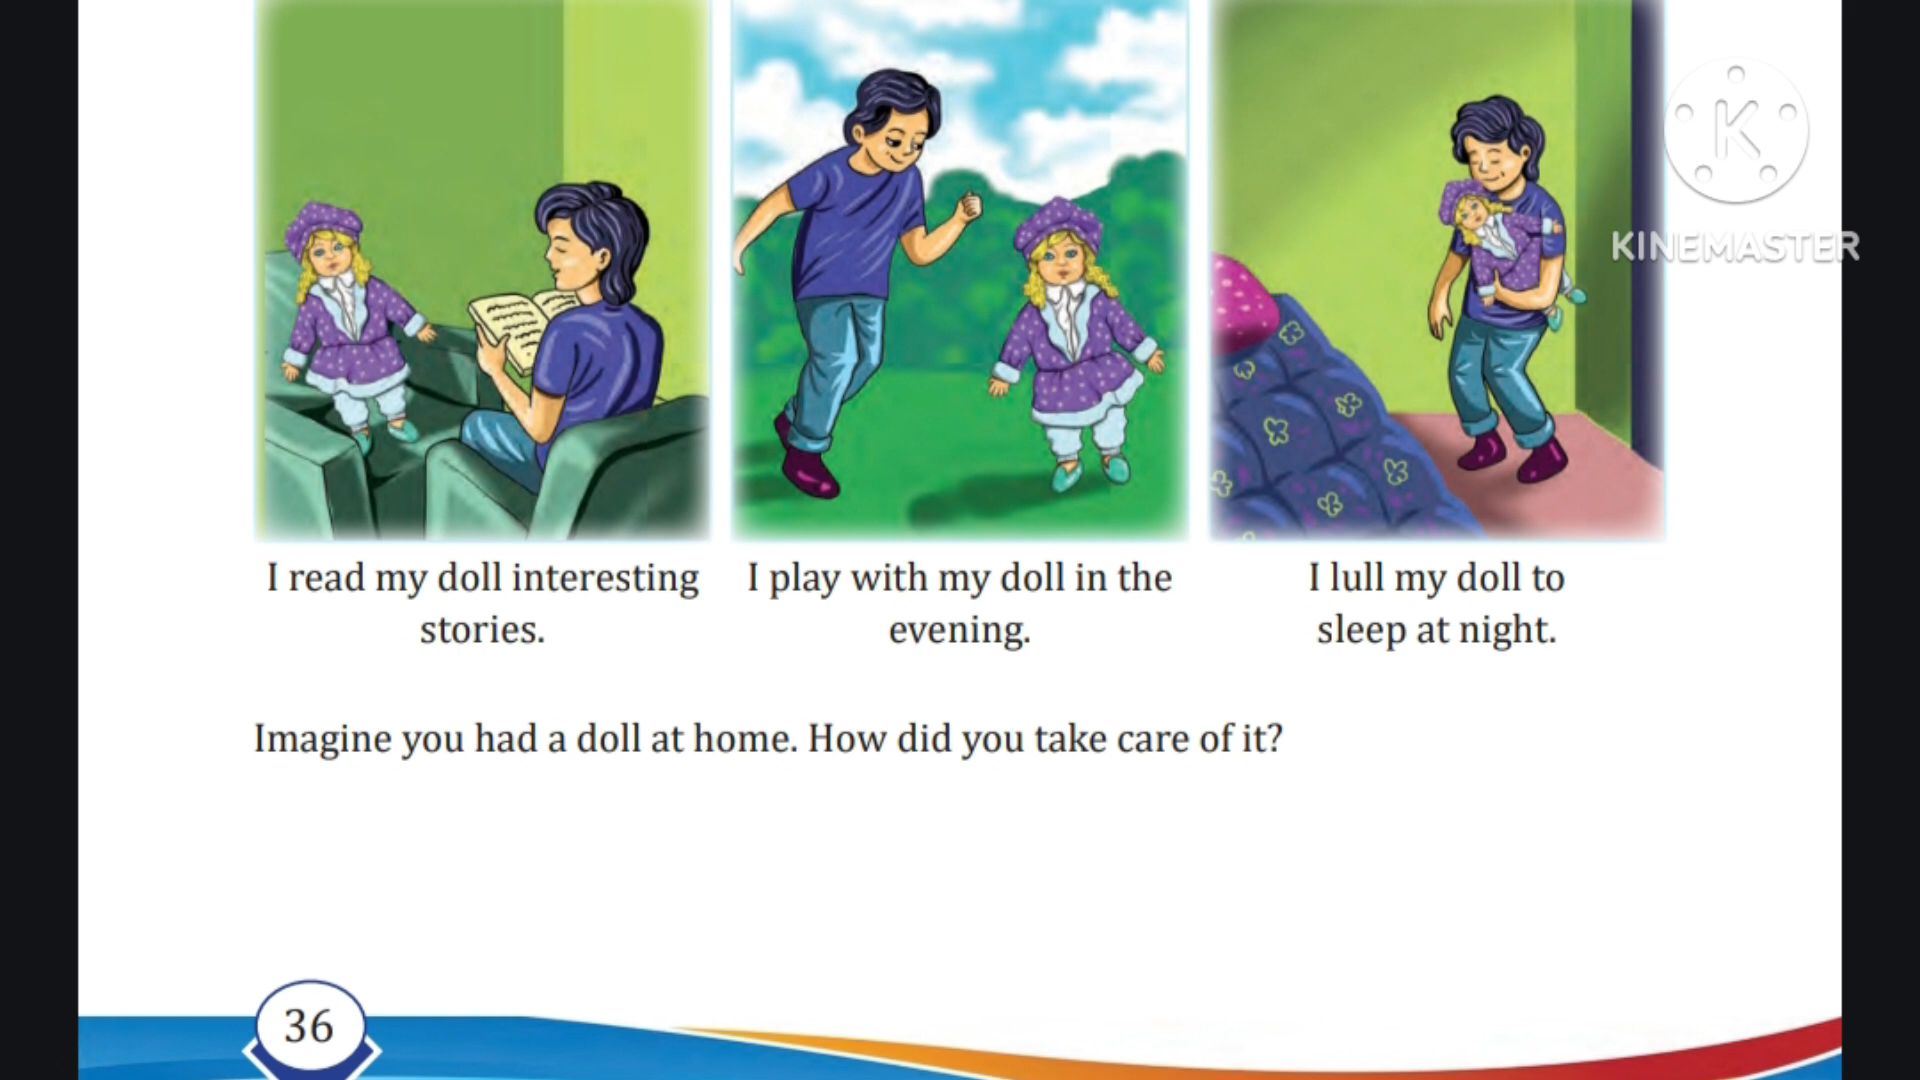 K
KINEMASTER
I read my doll interesting
stories.
I play with my doll in the
evening.
I lull my doll to
sleep at night.
Imagine you had a doll at home. How did you take care of it?
36